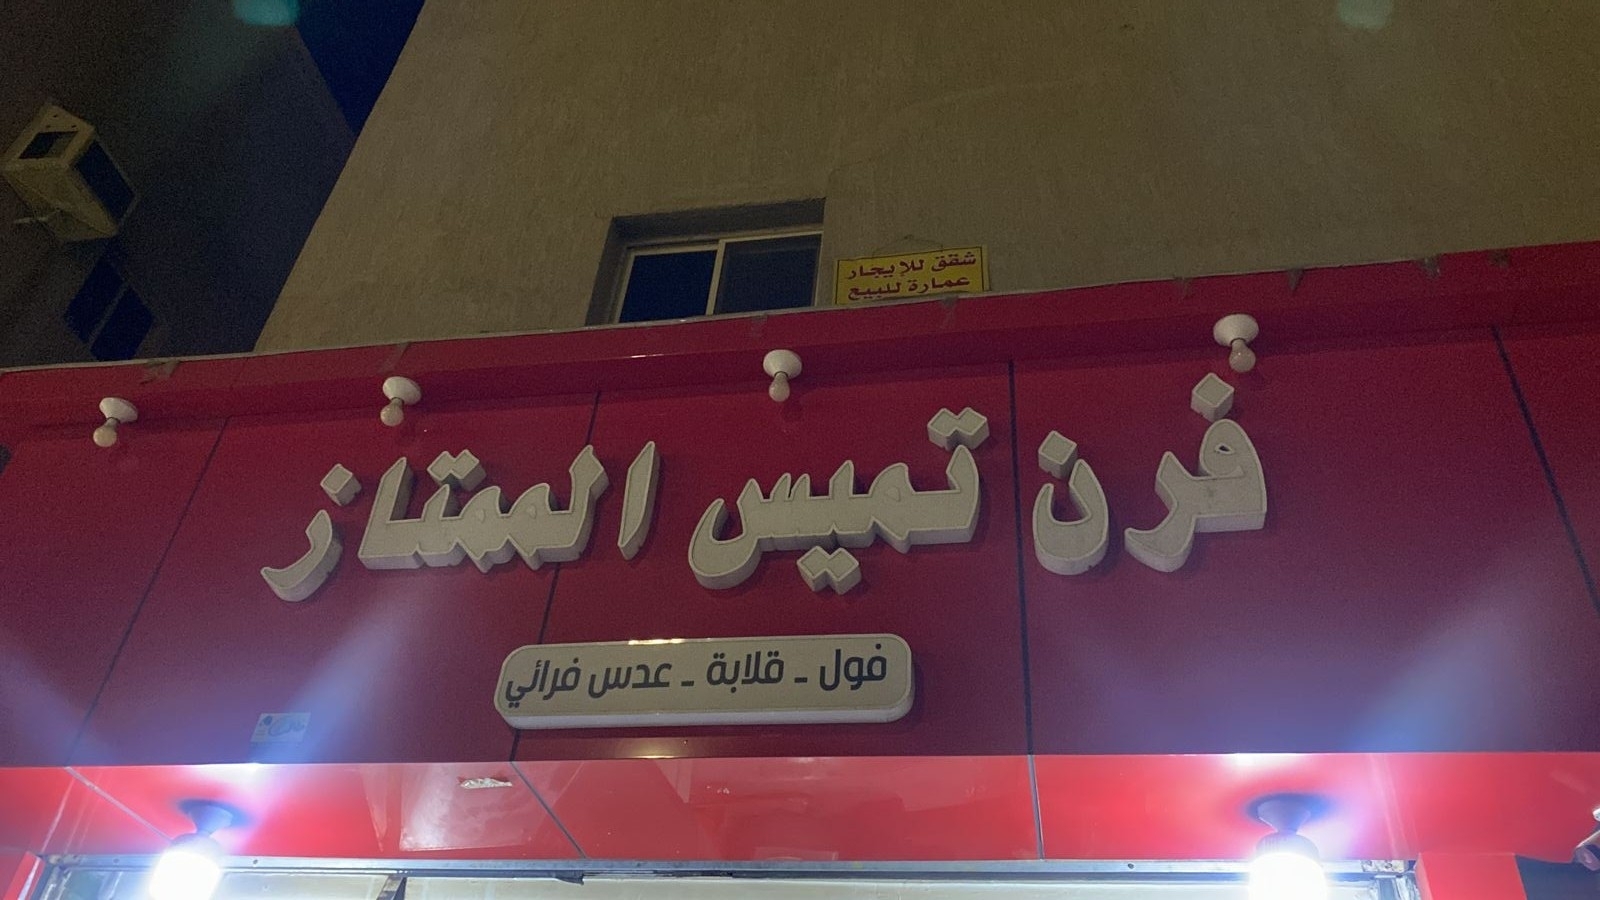 شقق للإيجار
عمارة للبيع
فرن تميس الممتاز
فول - قلابة - عدس فرائي